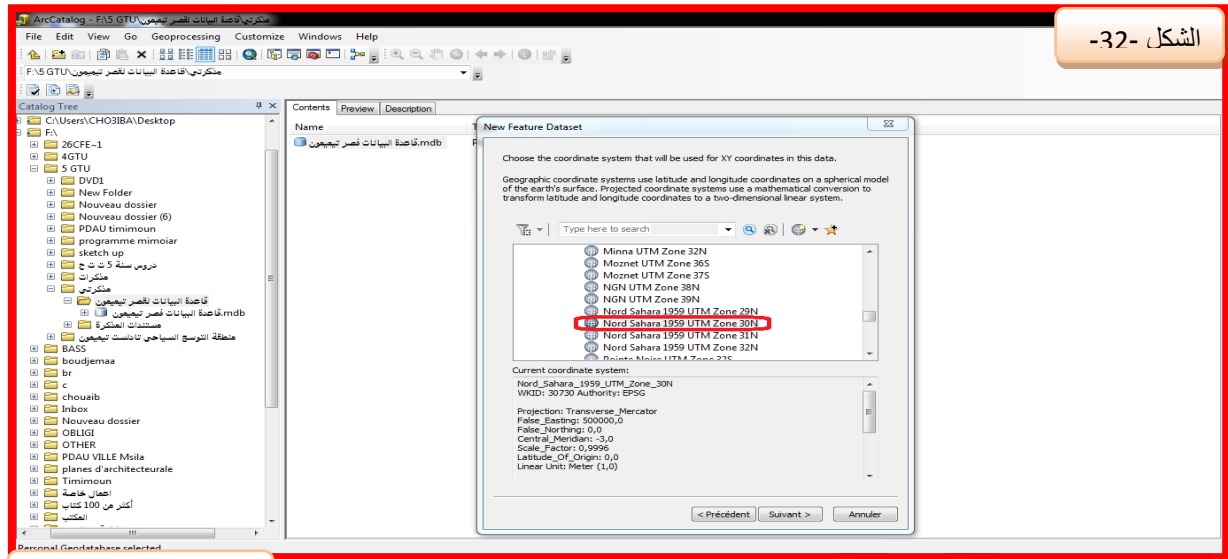 ArcCatalog - F:\5 GTU\مذكرتي\قاعدة البيانات لقصر تيميمون
الشكل -32-
File Edit View Go Geoprocessing Customize Windows Help
F:\5 GTU\مذكرتي\قاعدة البيانات لقصر تيميمون
Catalog Tree
C:\Users\CHO3IBA\Desktop
F:\
26CFE~1
4GTU
5 GTU
DVD1
New Folder
Nouveau dossier
Nouveau dossier (6)
PDAU timimoun
programme mimoiar
sketch up
دروس سنة 5 ت ت ح
مذكرات
مذكرتي
قاعدة البيانات لقصر تيميمون
قاعدة البيانات قصر تيميمون.mdb
مستندات المذكرة
منطقة التوسع السياحي تادلست تيميمون
BASS
boudjemaa
br
c
chouaib
Inbox
Nouveau dossier
OBLIGI
OTHER
PDAU VILLE Msila
planes d'architecteurale
Timimoun
اعمال خاصة
أكثر من 100 كتاب
المكتب
Contents Preview Description
Name
قاعدة البيانات قصر تيميمون.mdb
New Feature Dataset
Choose the coordinate system that will be used for XY coordinates in this data.
Geographic coordinate systems use latitude and longitude coordinates on a spherical model
of the earth's surface. Projected coordinate systems use a mathematical conversion to
transform latitude and longitude coordinates to a two-dimensional linear system.
Type here to search
Minna UTM Zone 32N
Moznet UTM Zone 36S
Moznet UTM Zone 37S
NGN UTM Zone 38N
NGN UTM Zone 39N
Nord Sahara 1959 UTM Zone 29N
Nord Sahara 1959 UTM Zone 30N
Nord Sahara 1959 UTM Zone 31N
Nord Sahara 1959 UTM Zone 32N
Pointe Noire UTM Zone 32S
Current coordinate system:
Nord_Sahara_1959_UTM_Zone_30N
WKID: 30730 Authority: EPSG
Projection: Transverse_Mercator
False_Easting: 500000,0
False_Northing: 0,0
Central_Meridian: -3,0
Scale_Factor: 0,9996
Latitude_Of_Origin: 0,0
Linear Unit: Meter (1,0)
< Précédent Suivant > Annuler
Personal Geodatabase selected